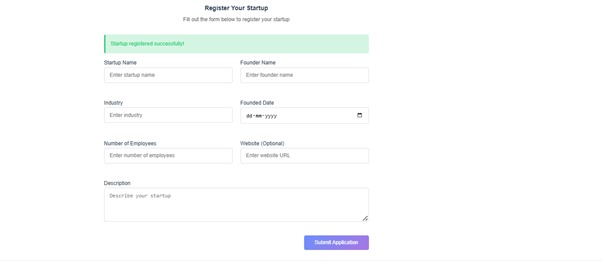 Register Your Startup
Fill out the form below to register your startup
Startup registered successfully!
Startup Name Founder Name
Enter startup name Enter founder name
Industry Founded Date
Enter industry dd-mm-yyyy
Number of Employees Website (Optional)
Enter number of employees Enter website URL
Description
Describe your startup
Submit Application